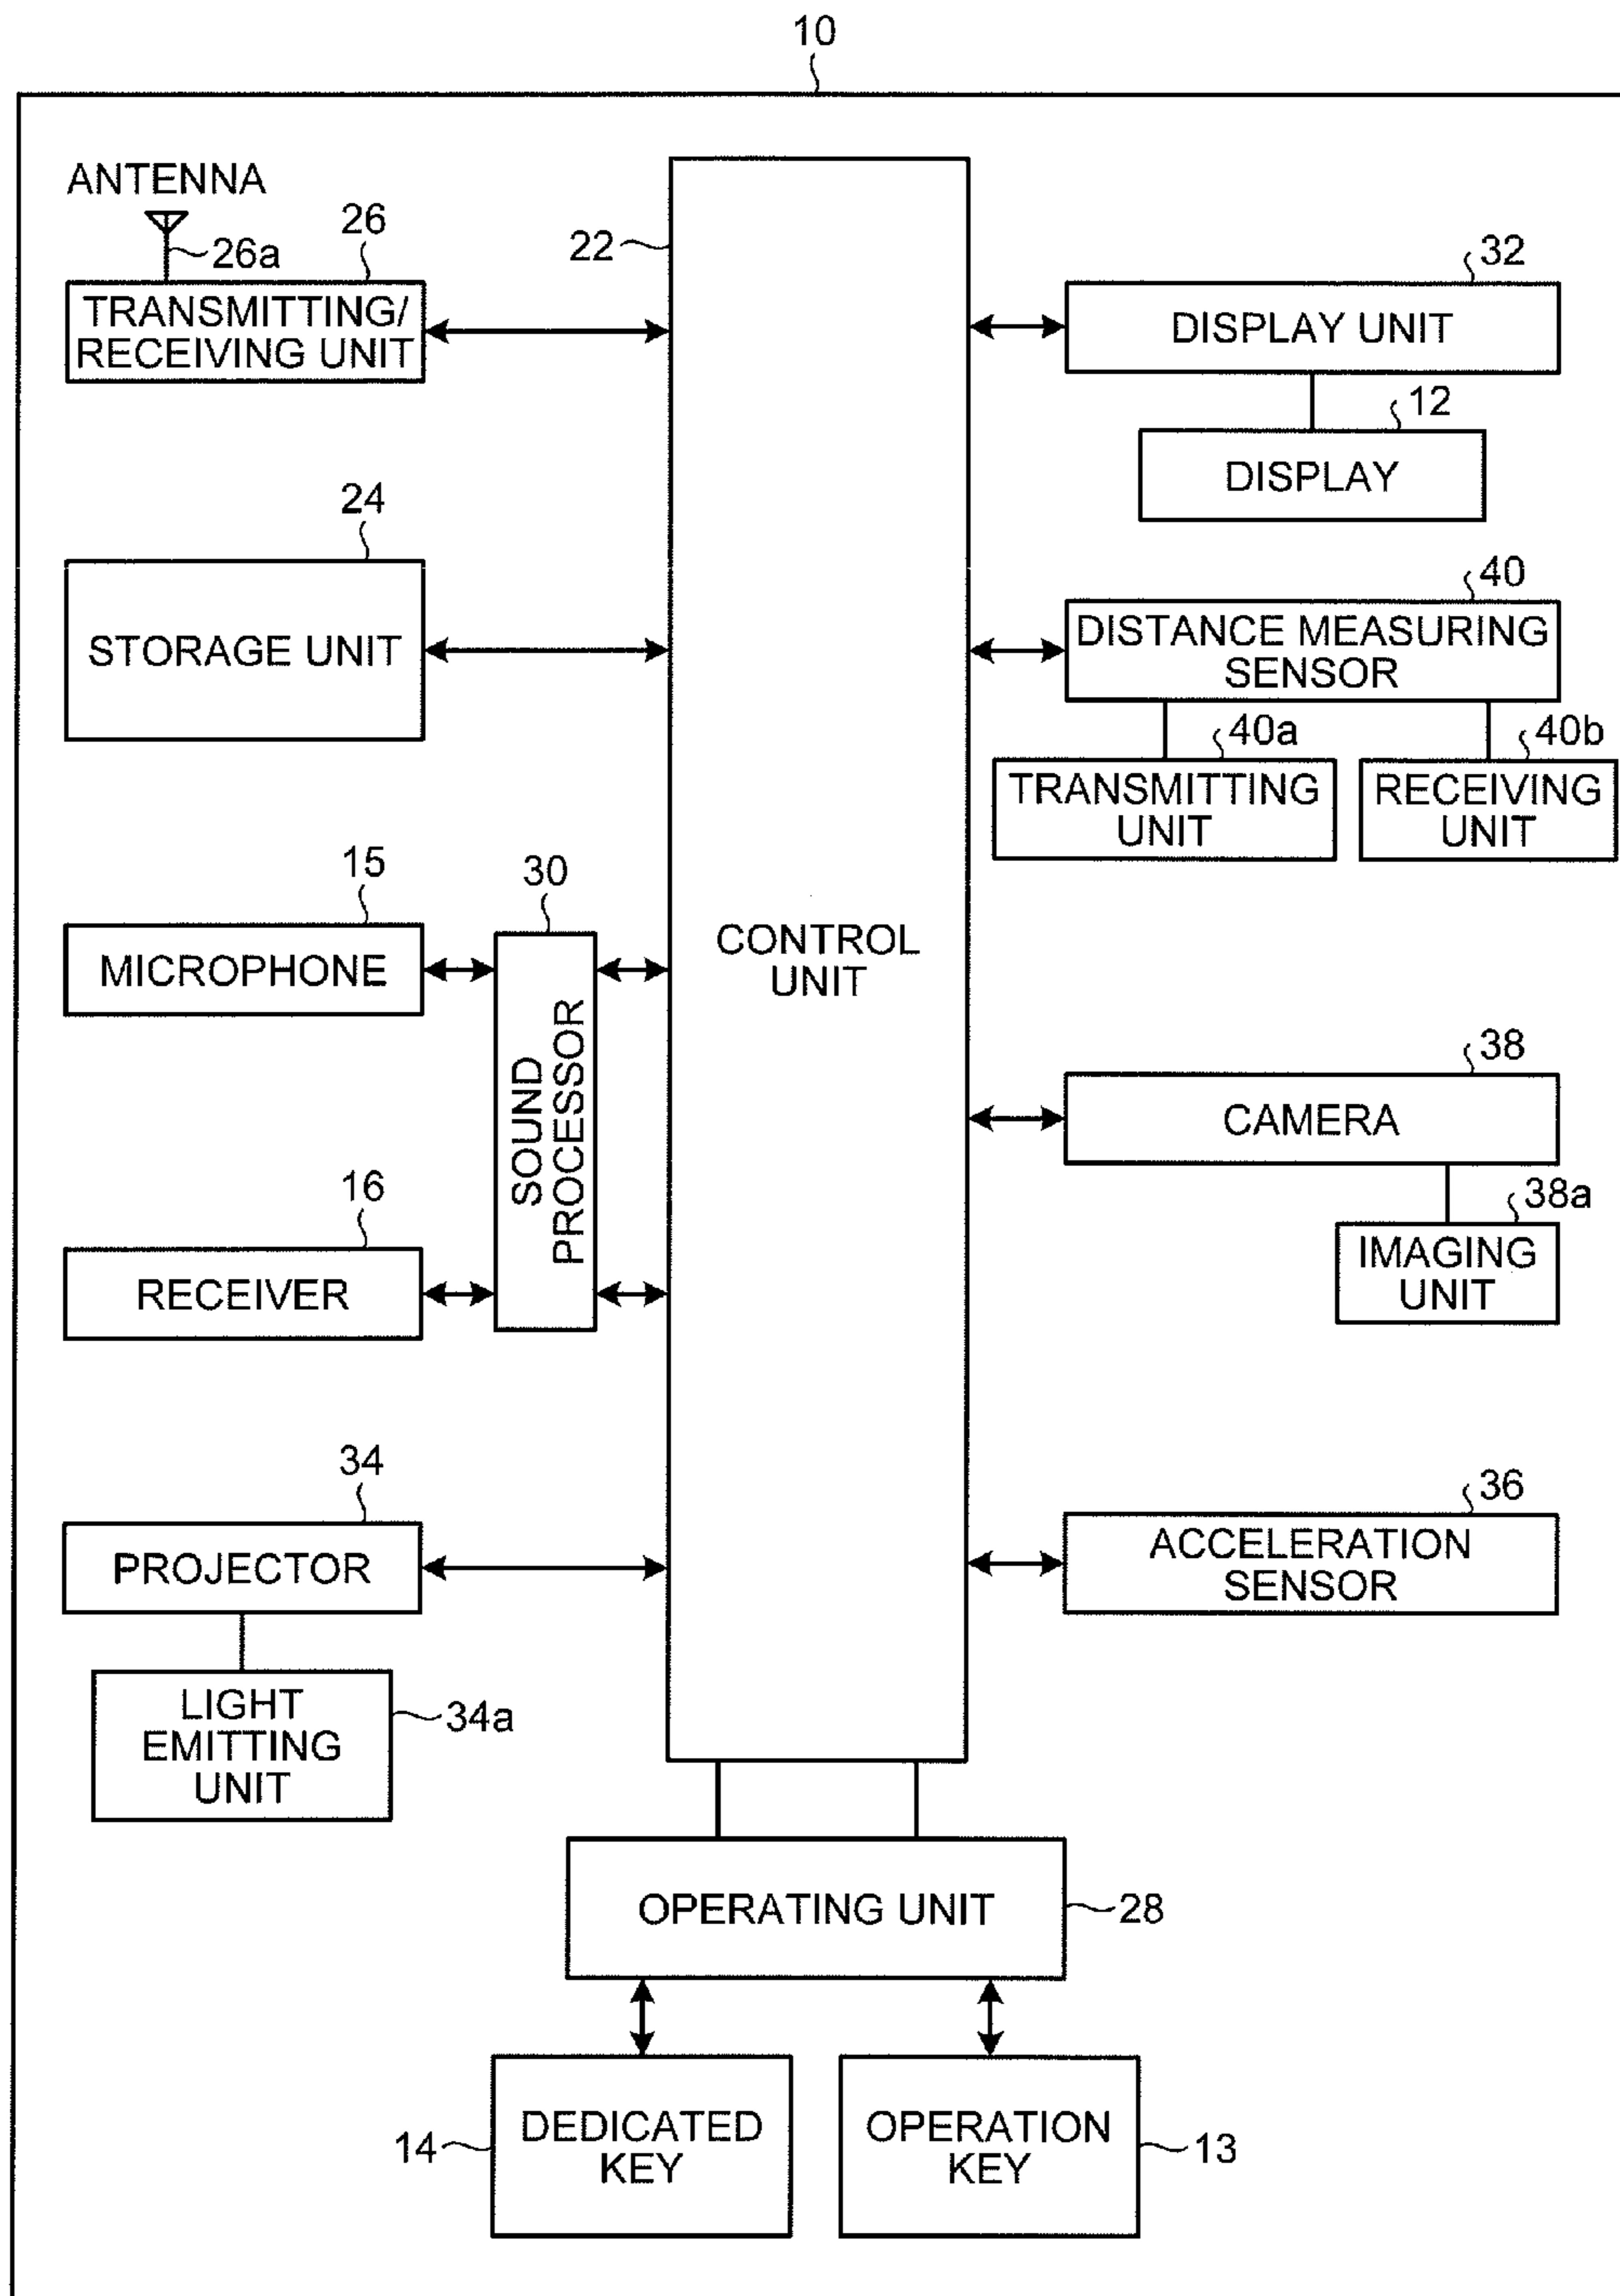 10
ANTENNA
26a
26
TRANSMITTING/
RECEIVING UNIT
22
32
DISPLAY UNIT
12
DISPLAY
24
STORAGE UNIT
40
DISTANCE MEASURING
SENSOR
40a
TRANSMITTING
UNIT
40b
RECEIVING
UNIT
15
MICROPHONE
30
SOUND
PROCESSOR
CONTROL
UNIT
38
CAMERA
38a
IMAGING
UNIT
16
RECEIVER
34
PROJECTOR
36
ACCELERATION
SENSOR
LIGHT
EMITTING
UNIT
34a
OPERATING UNIT
28
14
DEDICATED
KEY
OPERATION
KEY
13